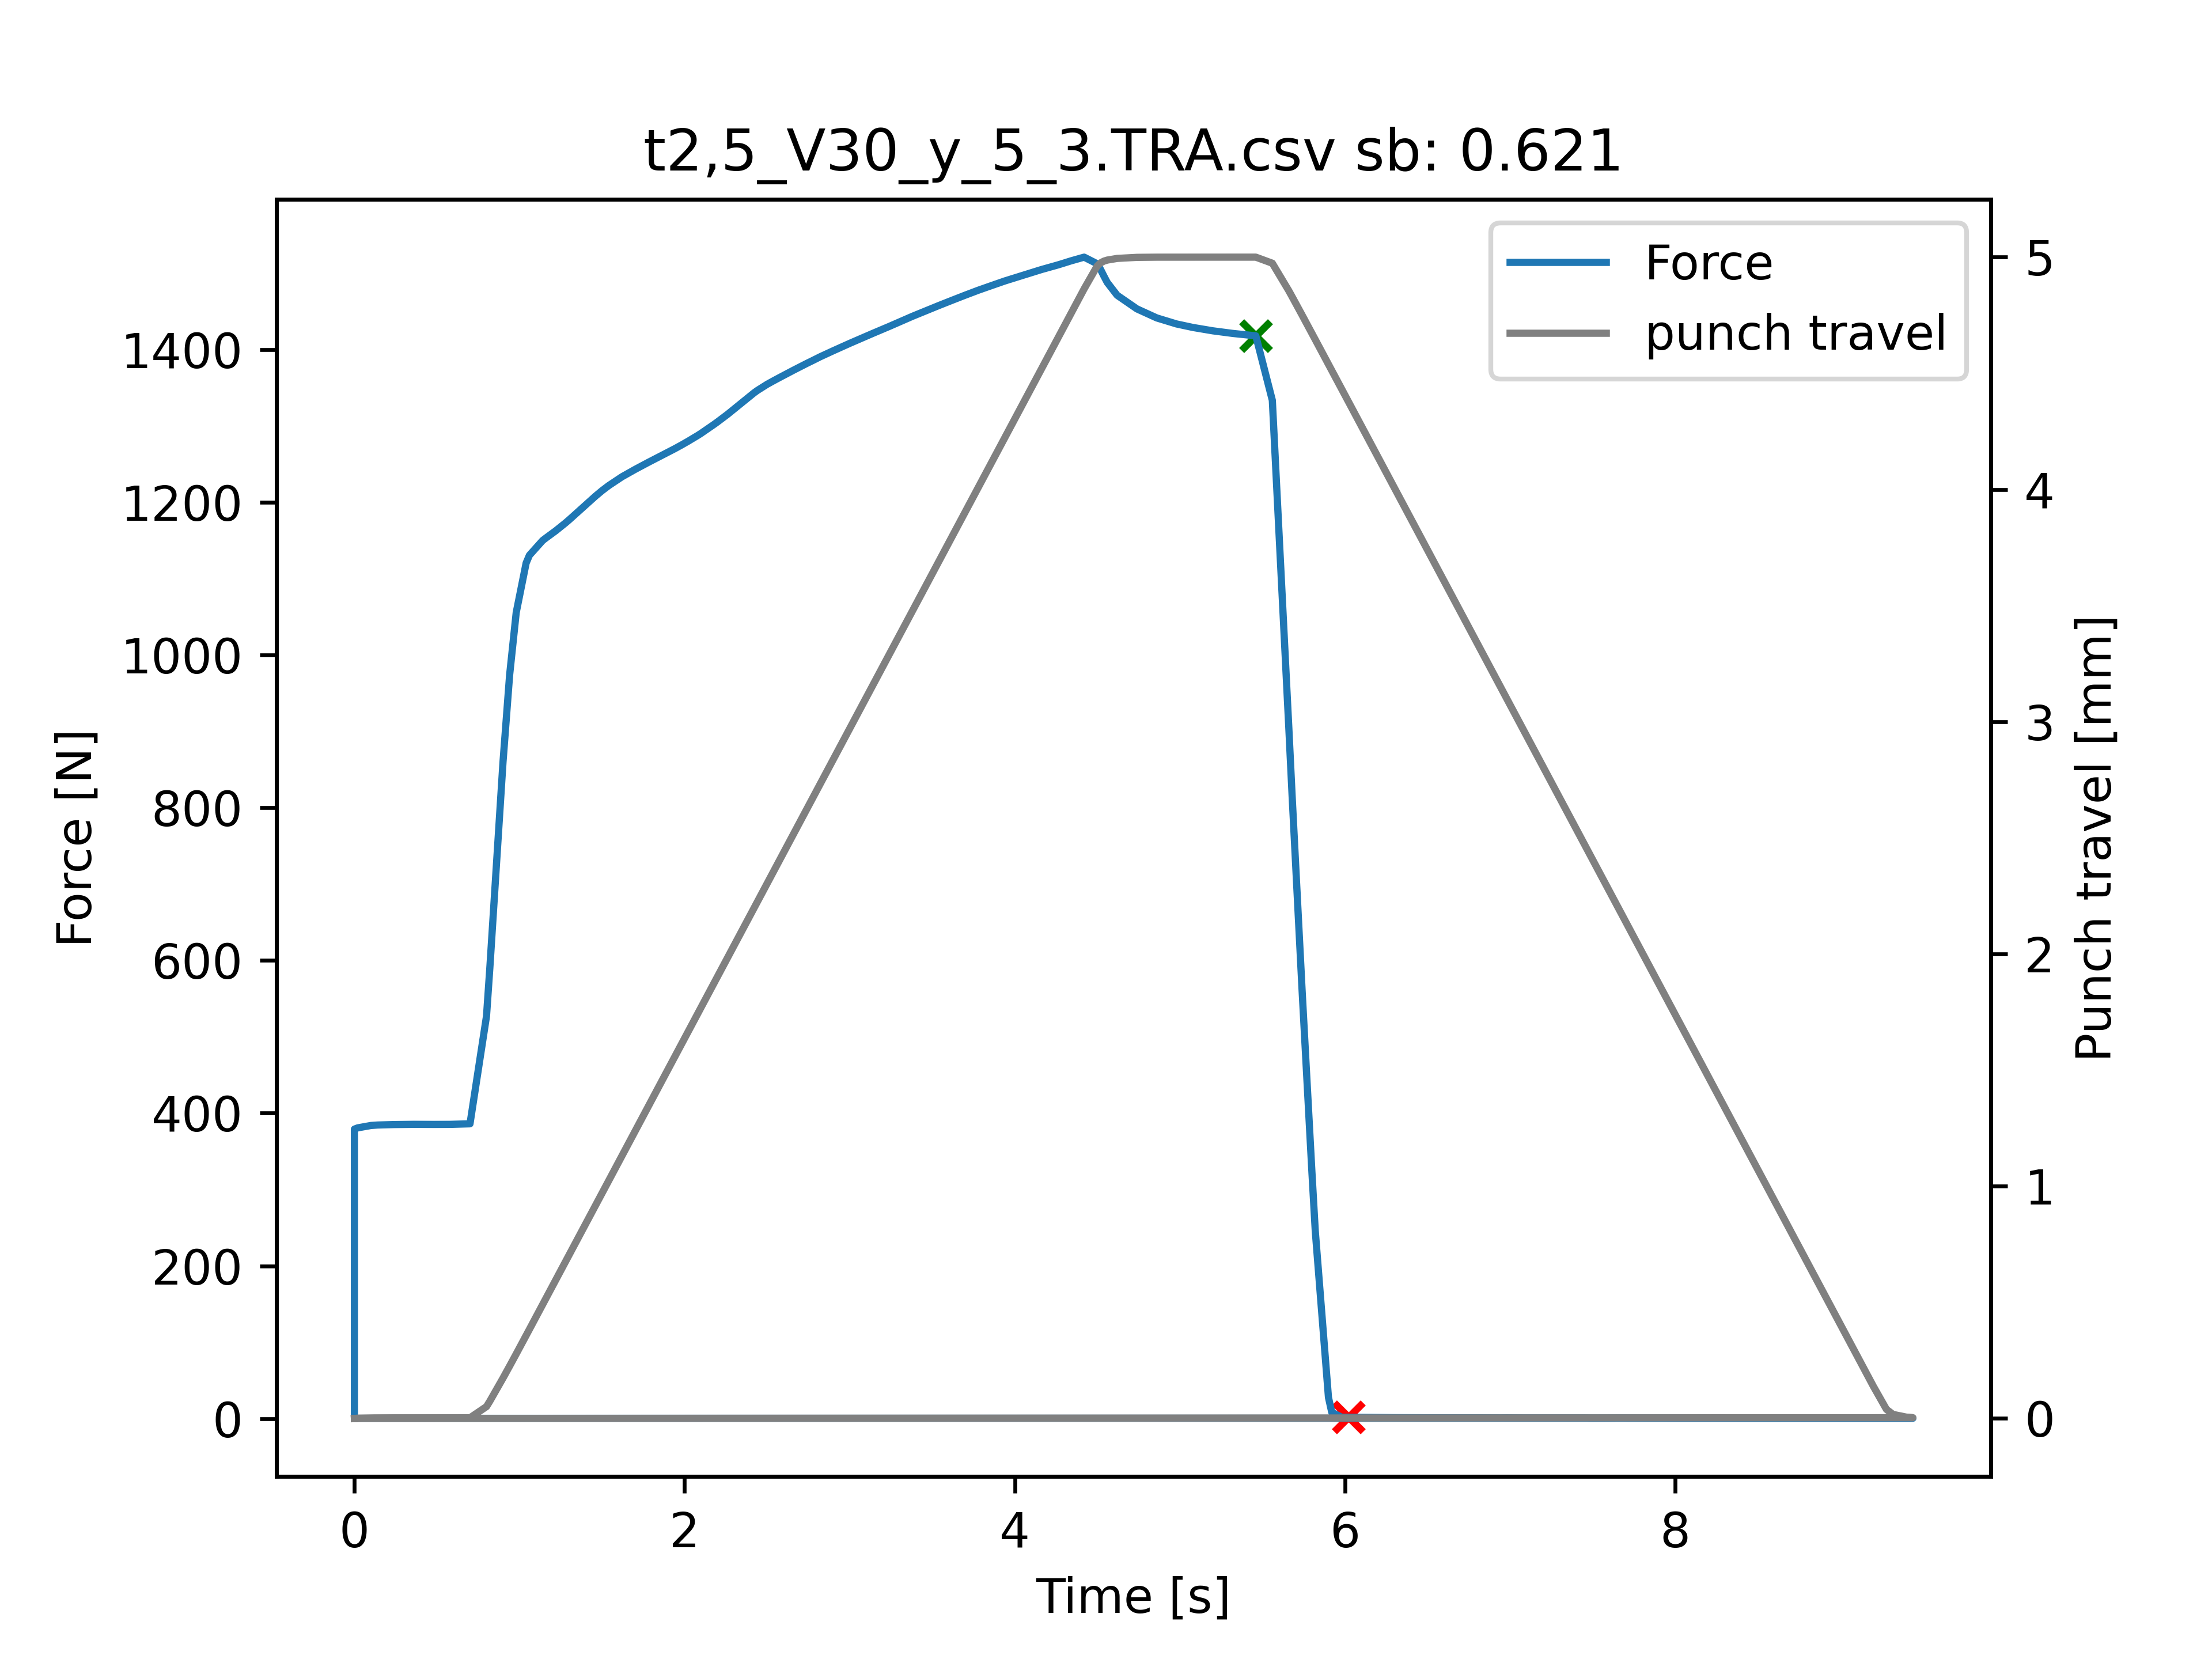 t2,5_V30_y_5_3.TRA.csv sb: 0.621
Force
punch travel
Force [N]
1400
1200
1000
800
600
400
200
0
5
4
3
2
1
0
Punch travel [mm]
0 2 4 6 8
Time [s]